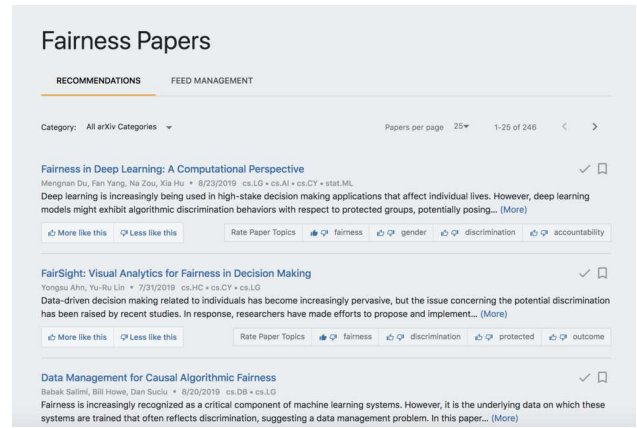 Fairness Papers
RECOMMENDATIONS FEED MANAGEMENT
Category: All arXiv Categories Papers per page 25 1-25 of 246
Fairness in Deep Learning: A Computational Perspective
Mengnan Du, Fan Yang, Na Zou, Xia Hu • 8/23/2019 cs.LG • cs.AI • cs.CY • stat.ML
Deep learning is increasingly being used in high-stake decision making applications that affect individual lives. However, deep learning
models might exhibit algorithmic discrimination behaviors with respect to protected groups, potentially posing... (More)
More like this Less like this Rate Paper Topics fairness gender discrimination accountability
FairSight: Visual Analytics for Fairness in Decision Making
Yongsu Ahn, Yu-Ru Lin • 7/31/2019 cs.HC • cs.CY • cs.LG
Data-driven decision making related to individuals has become increasingly pervasive, but the issue concerning the potential discrimination
has been raised by recent studies. In response, researchers have made efforts to propose and implement... (More)
More like this Less like this Rate Paper Topics fairness discrimination protected outcome
Data Management for Causal Algorithmic Fairness
Babak Salimi, Bill Howe, Dan Suciu • 8/20/2019 cs.DB • cs.LG
Fairness is increasingly recognized as a critical component of machine learning systems. However, it is the underlying data on which these
systems are trained that often reflects discrimination, suggesting a data management problem. In this paper... (More)